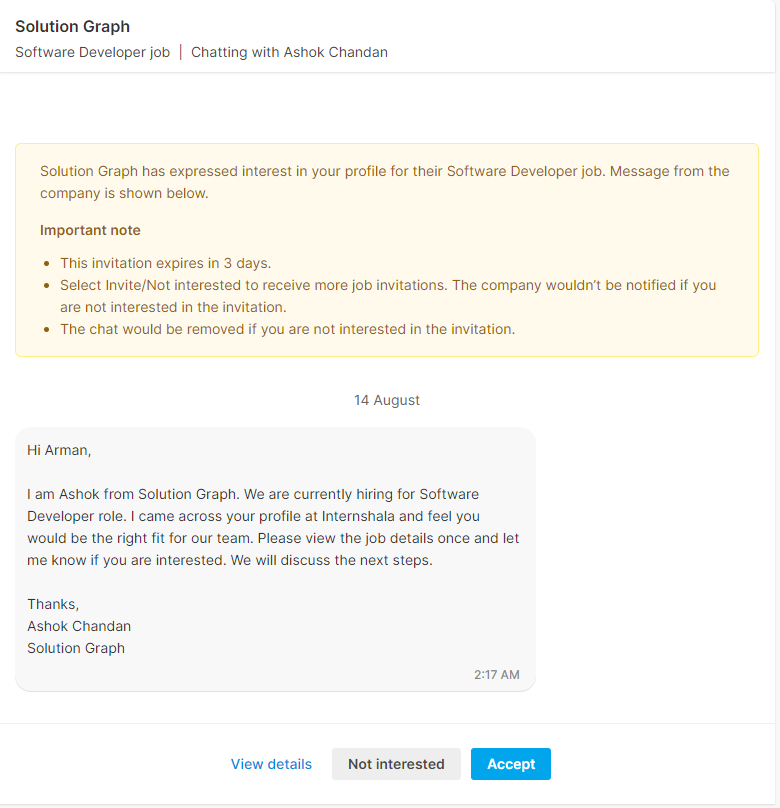 Solution Graph
Software Developer job | Chatting with Ashok Chandan
Solution Graph has expressed interest in your profile for their Software Developer job. Message from the
company is shown below.
Important note
• This invitation expires in 3 days.
• Select Invite/Not interested to receive more job invitations. The company wouldn't be notified if you
are not interested in the invitation.
• The chat would be removed if you are not interested in the invitation.
14 August
Hi Arman,
I am Ashok from Solution Graph. We are currently hiring for Software
Developer role. I came across your profile at Internshala and feel you
would be the right fit for our team. Please view the job details once and let
me know if you are interested. We will discuss the next steps.
Thanks,
Ashok Chandan
Solution Graph
2:17 AM
View details Not interested Accept